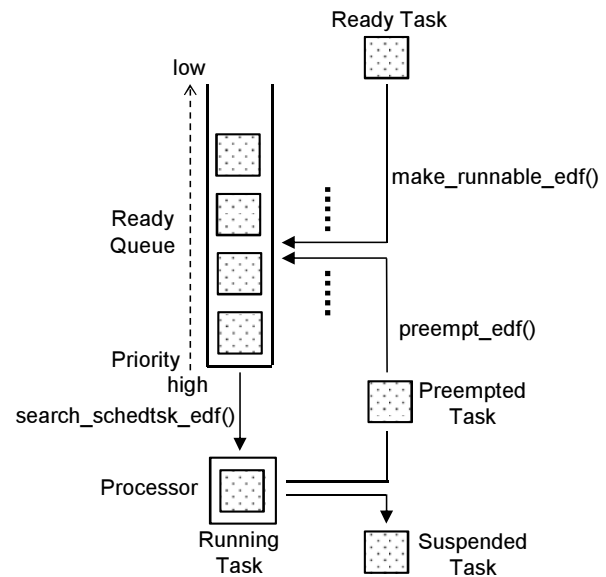 Ready Task
low
make_runnable_edf()
Ready
Queue
preempt_edf()
Priority
high
search_schedtsk_edf()
Preempted
Task
Processor
Running
Task
Suspended
Task